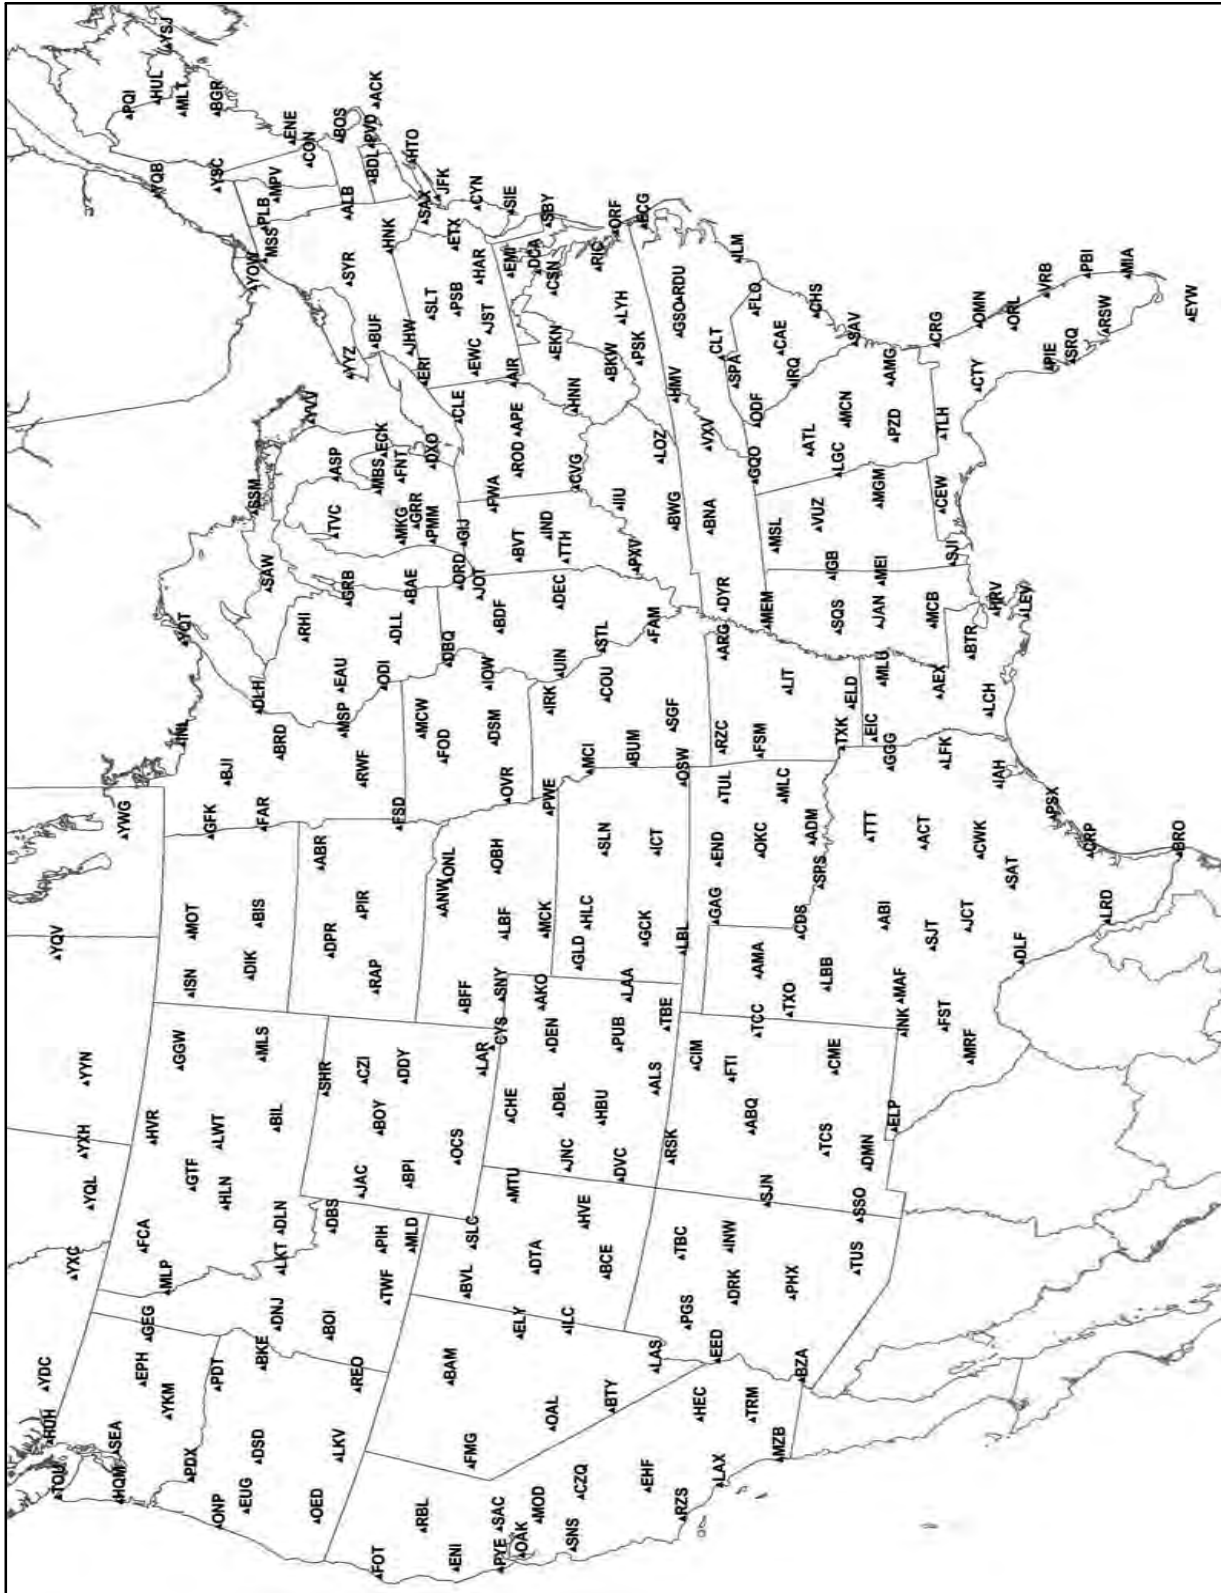 TOU
HUH
YDC
YXC
YQL
YXH
YYN
YQV
HQM
SEA
EPH
YKM
GEG
MLP
FCA
HVR
YWG
YQB
PQI
HUL
YSJ
PDX
ONP
PDT
HLN
GTF
LWT
GGW
ISN
MOT
GFK
BJI
INL
YQT
YSC
MLT
BGR
EUG
DSD
BKE
DNJ
LKT
DLN
BIL
MLS
DIK
BIS
FAR
BRD
DLH
SAW
SSM
YOW
MSS
PLB
MPV
ENE
OED
LKV
BOI
DBS
SHR
DPR
ABR
MSP
EAU
RHI
GRB
TVC
ASP
YVV
YYZ
SYR
ALB
CON
BOS
FOT
REO
TWF
PIH
JAC
BOY
CZI
RAP
PIR
RWF
ODI
MBS
ECK
BUF
HNK
BDL
PVD
ACK
RBL
MLD
BPI
DDY
FSD
MCW
DLL
BAE
MKG
GRR
PMM
FNT
DXO
ERI
JHW
SLT
SAX
JFK
HTO
ENI
FMG
BAM
BVL
SLC
OCS
LAR
BFF
ANW
ONL
FOD
DBQ
ORD
JOT
GIJ
CLE
EWC
PSB
HAR
ETX
CYN
PYE
SAC
OAK
ELY
MTU
CHE
CYS
SNY
LBF
OBH
OVR
DSM
IOW
BDF
BVT
FWA
ROD
APE
AIR
JST
EMI
SIE
SNS
MOD
OAL
ILC
DTA
JNC
DBL
DEN
AKO
MCK
PWE
IRK
UIN
DEC
TTH
IND
CVG
HNN
EKN
CSN
DCA
SBY
CZQ
BTY
BCE
HVE
DVC
HBU
PUB
GLD
HLC
SLN
MCI
COU
STL
IIU
BKW
RIC
ORF
EHF
LAS
RSK
ALS
TBE
LAA
GCK
ICT
BUM
FAM
PXV
LOZ
PSK
LYH
ECG
RZS
HEC
PGS
TBC
CIM
LBL
OSW
SGF
BWG
HMV
GSO
RDU
LAX
EED
DRK
INW
FTI
GAG
END
TUL
RZC
ARG
DYR
BNA
VXV
SPA
CLT
ILM
MZB
TRM
PHX
SJN
ABQ
TCC
TXO
AMA
OKC
MLC
FSM
LIT
MEM
MSL
GQO
ODF
IRQ
CAE
FLO
BZA
TCS
CME
LBB
CDS
SPS
ADM
TXK
ELD
SQS
IGB
VUZ
LGC
ATL
MCN
SAV
CHS
TUS
SSO
DMN
ELP
INK
MAF
ABI
TTT
GGG
EIC
MLU
JAN
MEI
MGM
PZD
AMG
MRF
FST
SJT
ACT
LFK
AEX
MCB
SJI
CEW
TLH
CRG
JCT
CWK
IAH
LCH
BTR
HRV
CTY
OMN
DLF
SAT
LEV
ORL
PSX
PIE
SRQ
VRB
LRD
CRP
RSW
PBI
MIA
BRO
EYW